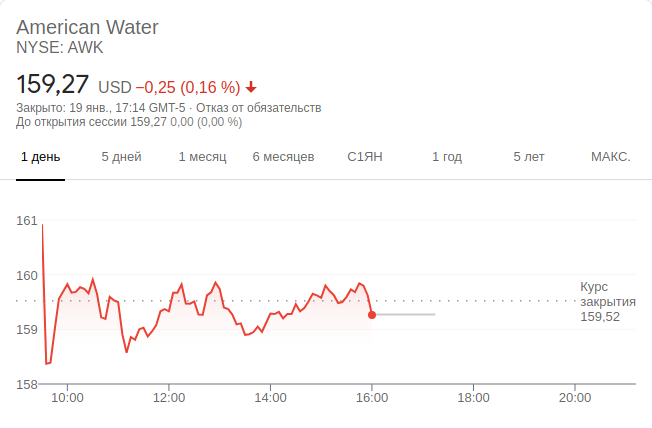 American Water
NYSE: AWK
159,27 USD −0,25 (0,16 %)
Закрыто: 19 янв., 17:14 GMT-5 · Отказ от обязательств
До открытия сессии 159,27 0,00 (0,00 %)
1 день 5 дней 1 месяц 6 месяцев С1ЯН 1 год 5 лет МАКС.
161
160
Курс
закрытия
159,52
159
158
10:00 12:00 14:00 16:00 18:00 20:00